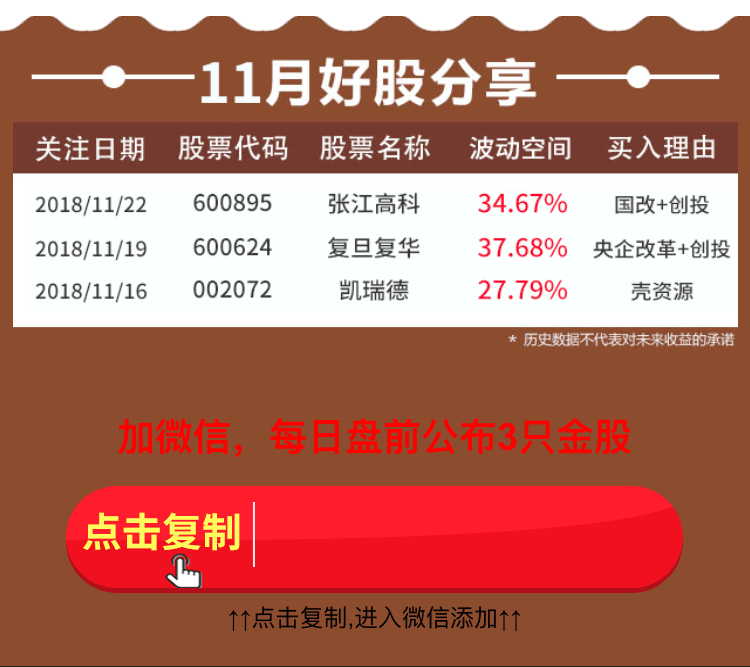 11月好股分享
关注日期 股票代码 股票名称 波动空间 买入理由
2018/11/22 600895 张江高科 34.67% 国改+创投
2018/11/19 600624 复旦复华 37.68% 央企改革+创投
2018/11/16 002072 凯瑞德 27.79% 壳资源
* 历史数据不代表对未来收益的承诺
加微信，每日盘前公布3只金股
点击复制
↑↑点击复制,进入微信添加↑↑